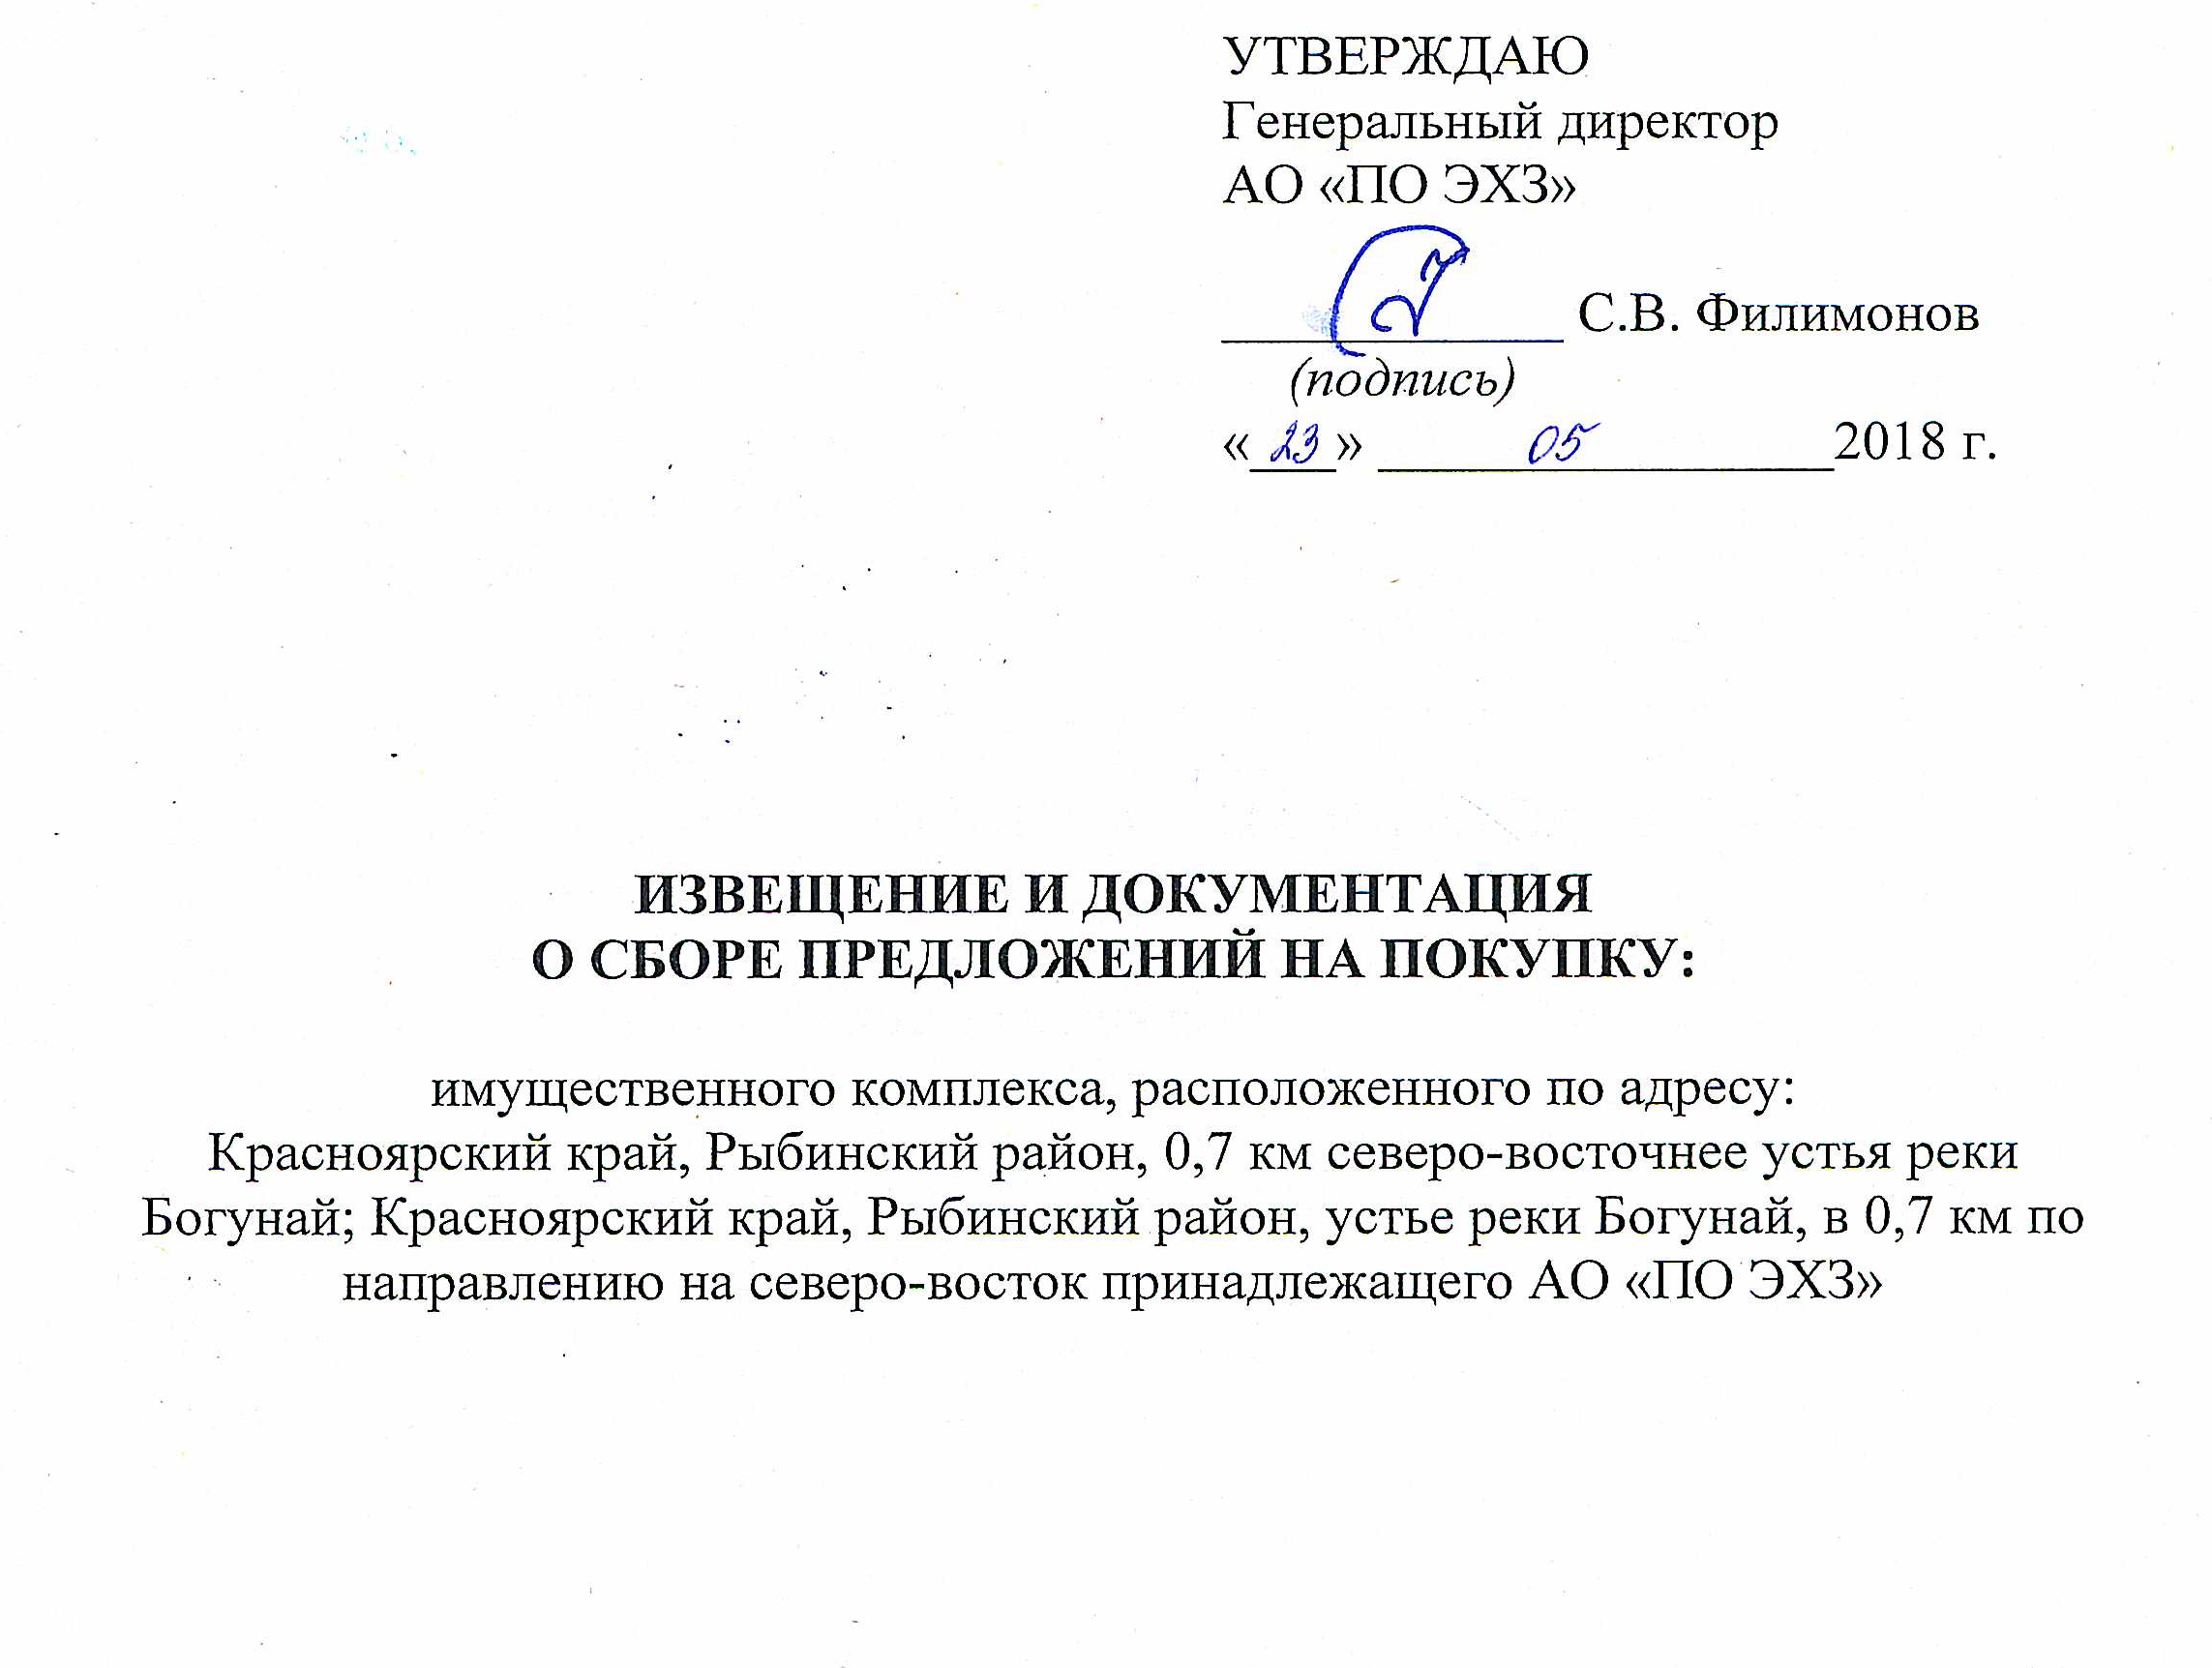 УТВЕРЖДАЮ
Генеральный директор
АО «ПО ЭХЗ»
____________ С.В. Филимонов
(подпись)
«23» 05 2018 г.
ИЗВЕЩЕНИЕ И ДОКУМЕНТАЦИЯ
О СБОРЕ ПРЕДЛОЖЕНИЙ НА ПОКУПКУ:
имущественного комплекса, расположенного по адресу:
Красноярский край, Рыбинский район, 0,7 км северо-восточнее устья реки
Богунай; Красноярский край, Рыбинский район, устье реки Богунай, в 0,7 км по
направлению на северо-восток принадлежащего АО «ПО ЭХЗ»